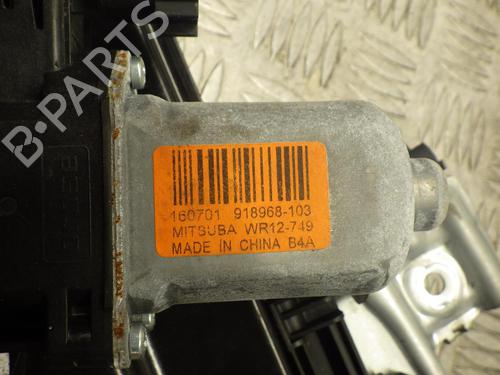 B-PARTS
160701 918968-103
MITSUBA WR12-749
MADE IN CHINA B4A